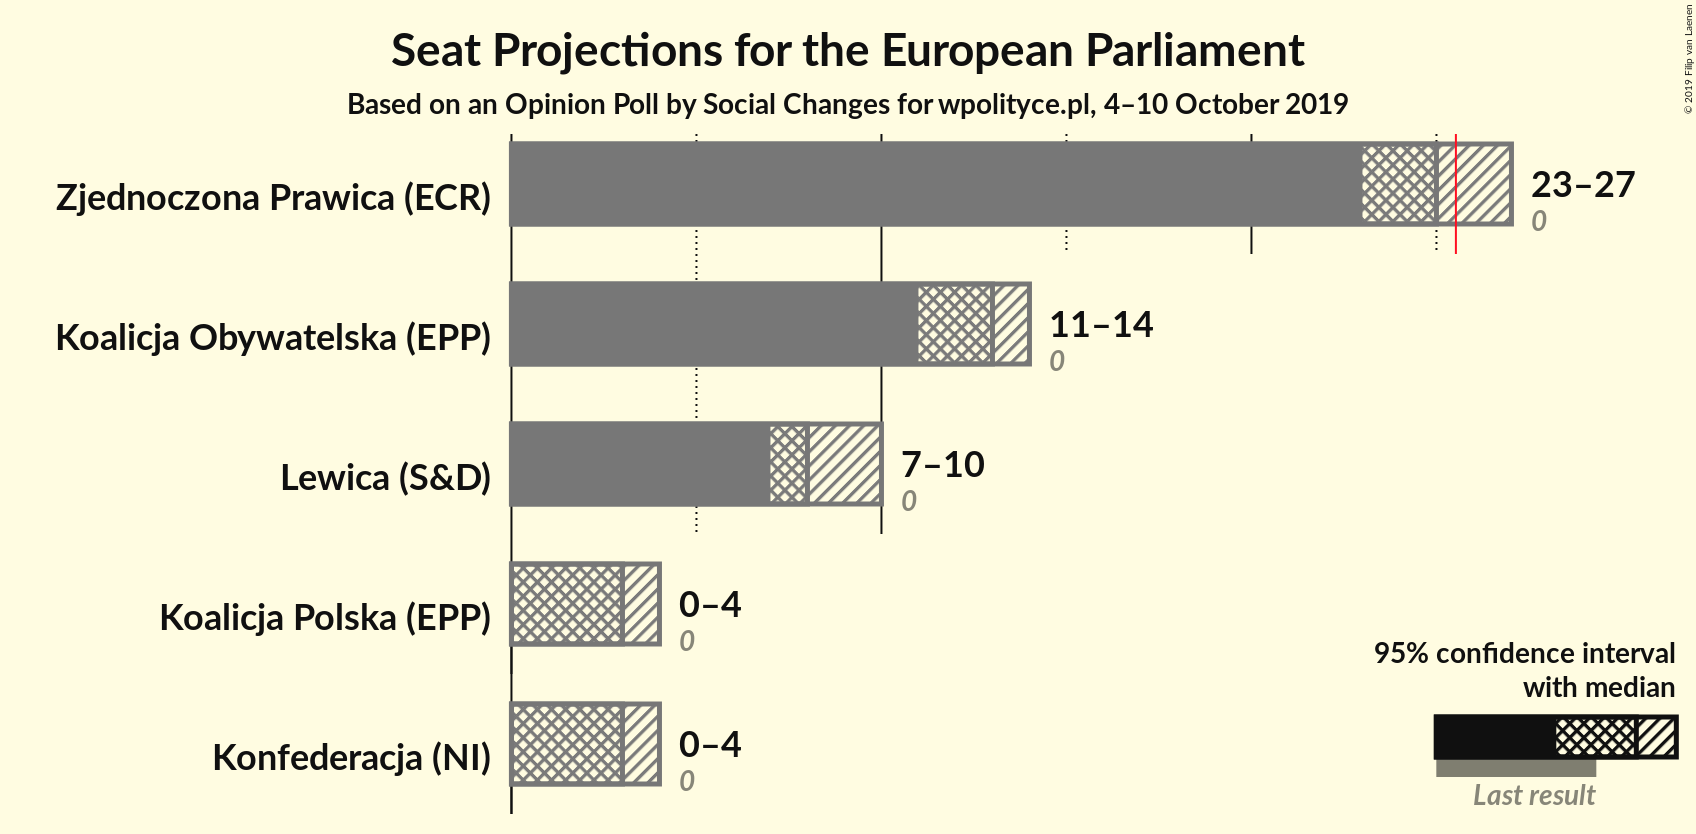 Seat Projections for the European Parliament
Based on an Opinion Poll by Social Changes for wpolityce.pl, 4–10 October 2019
© 2019 Filip van Laenen
Zjednoczona Prawica (ECR)
23–27
0
Koalicja Obywatelska (EPP)
11–14
0
Lewica (S&D)
7–10
0
Koalicja Polska (EPP)
0–4
0
Konfederacja (NI)
0–4
0
95% confidence interval
with median
Last result